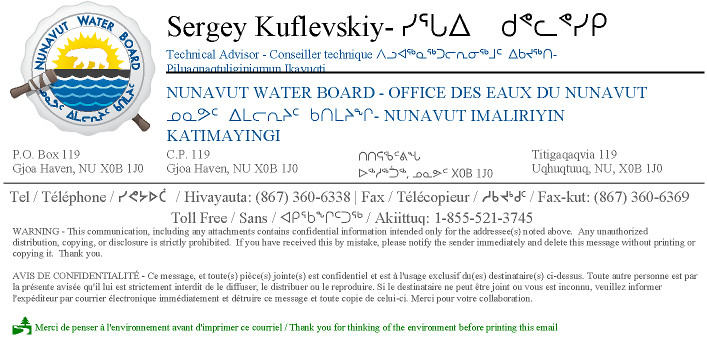 NUNAVUT WATER BOARD
ᓄᓇᕗᑦ ᐃᒪᓕᕆᔨᑦ ᑲᑎᒪᔨᖏᑦ
Sergey Kuflevskiy- ᓯᕐᒐᐃ ᑯᕝᓚᕝᓯᑭ
Technical Advisor - Conseiller technique
Piluaqnaqtuliqiniqmun Ikayuqti
NUNAVUT WATER BOARD - OFFICE DES EAUX DU NUNAVUT
- NUNAVUT IMALIRIYIN
KATIMAYINGI
P.O. Box 119
Gjoa Haven, NU X0B 1J0
C.P. 119
Gjoa Haven, NU X0B 1J0
ᑎᑎᖃᖃᕐᕕᖓ
ᐅᖅᓱᖅᑑᖅ, ᓄᓇᕗᑦ X0B 1J0
Titigaqaqvia 119
Uqhuqtuuq, NU, X0B 1J0
Tel / Téléphone / / Hivayauta: (867) 360-6338 | Fax / Télécopieur / / Fax-kut: (867) 360-6369
Toll Free / Sans / ᐊᑭᖃᙱᑦᑐᖅ / Akiittuq: 1-855-521-3745
WARNING - This communication, including any attachments contains confidential information intended only for the addressee(s) noted above. Any unauthorized
distribution, copying, or disclosure is strictly prohibited. If you have received this by mistake, please notify the sender immediately and delete this message without printing or
copying it. Thank you.
AVIS DE CONFIDENTIALITÉ - Ce message, et toute(s) pièce(s) jointe(s) est confidentiel et est à l'usage exclusif du(es) destinataire(s) ci-dessus. Toute autre personne est par
la présente avisée qu'il lui est strictement interdit de le diffuser, le distribuer ou le reproduire. Si le destinataire ne peut être joint ou vous est inconnu, veuillez informer
l'expéditeur par courrier électronique immédiatement et détruire ce message et toute copie de celui-ci. Merci pour votre collaboration.
Merci de penser à l'environnement avant d'imprimer ce courriel / Thank you for thinking of the environment before printing this email